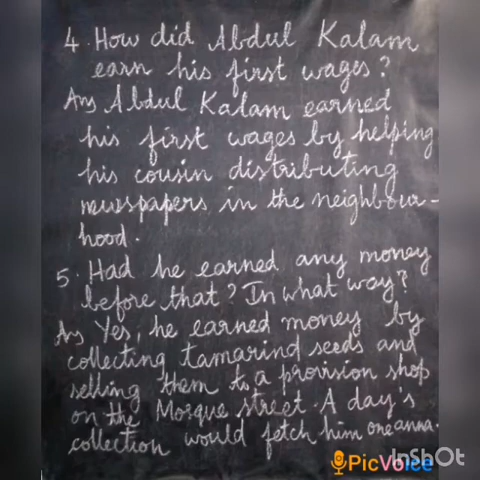 4. How did Abdul Kalam
earn his first wages?
Ans Abdul Kalam earned
his first wages by helping
his cousin distributing
newspapers in the neighbour-
hood.
5. Had he earned any money
before that? In what way?
Ans Yes, he earned money by
collecting tamarind seeds and
selling them to a provision shop
on the Mosque street. A day's
collection would fetch him one anna.
InShOt
PicVoice